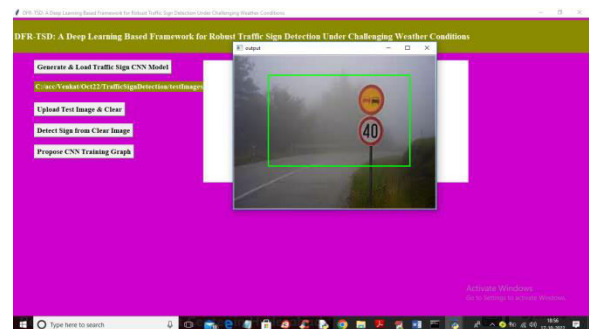 DFR-TSD: A Deep Learning Based Framework for Robust Traffic Sign Detection Under Challenging Weather Conditions
DFR-TSD: A Deep Learning Based Framework for Robust Traffic Sign Detection Under Challenging Weather Conditions
output
Generate & Load Traffic Sign CNN Model
C:/acc/Venkat/Oct22/TrafficSignDetection/testImages
Upload Test Image & Clear
Detect Sign from Clear Image
Propose CNN Training Graph
40
Activate Windows
Go to Settings to activate Windows.
Type here to search
16:56